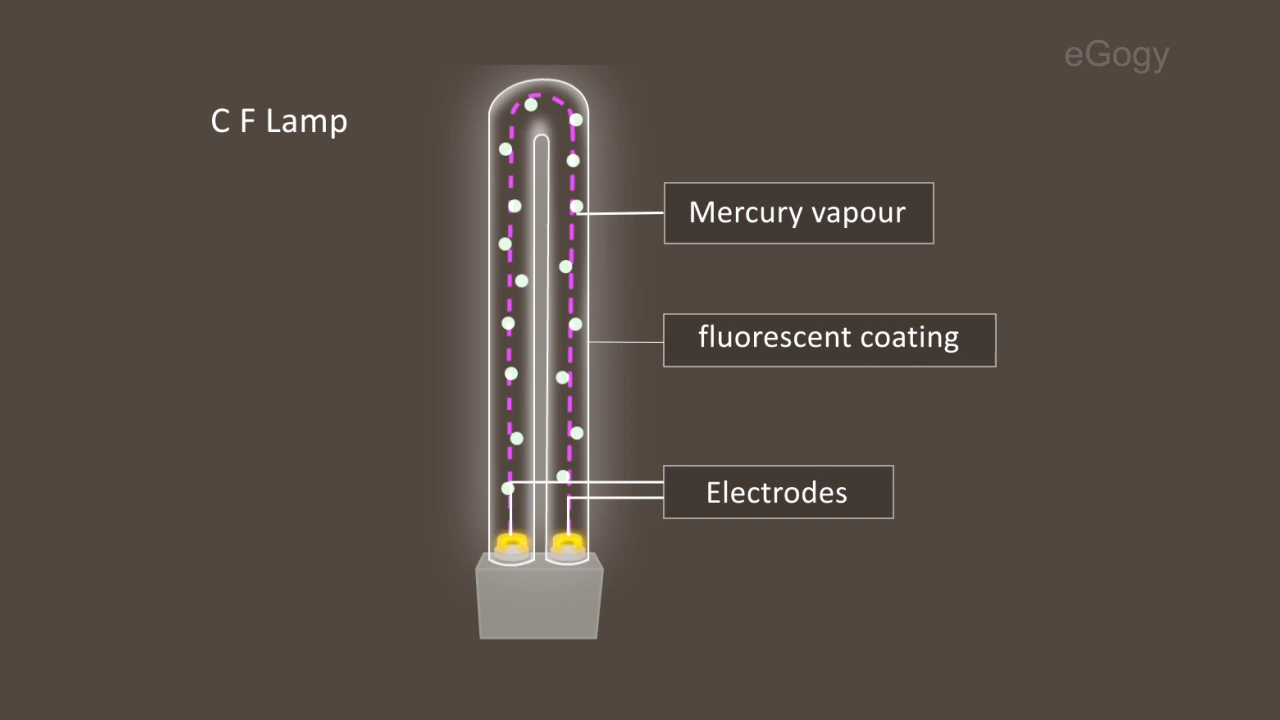 eGogy
C F Lamp
Mercury vapour
fluorescent coating
Electrodes